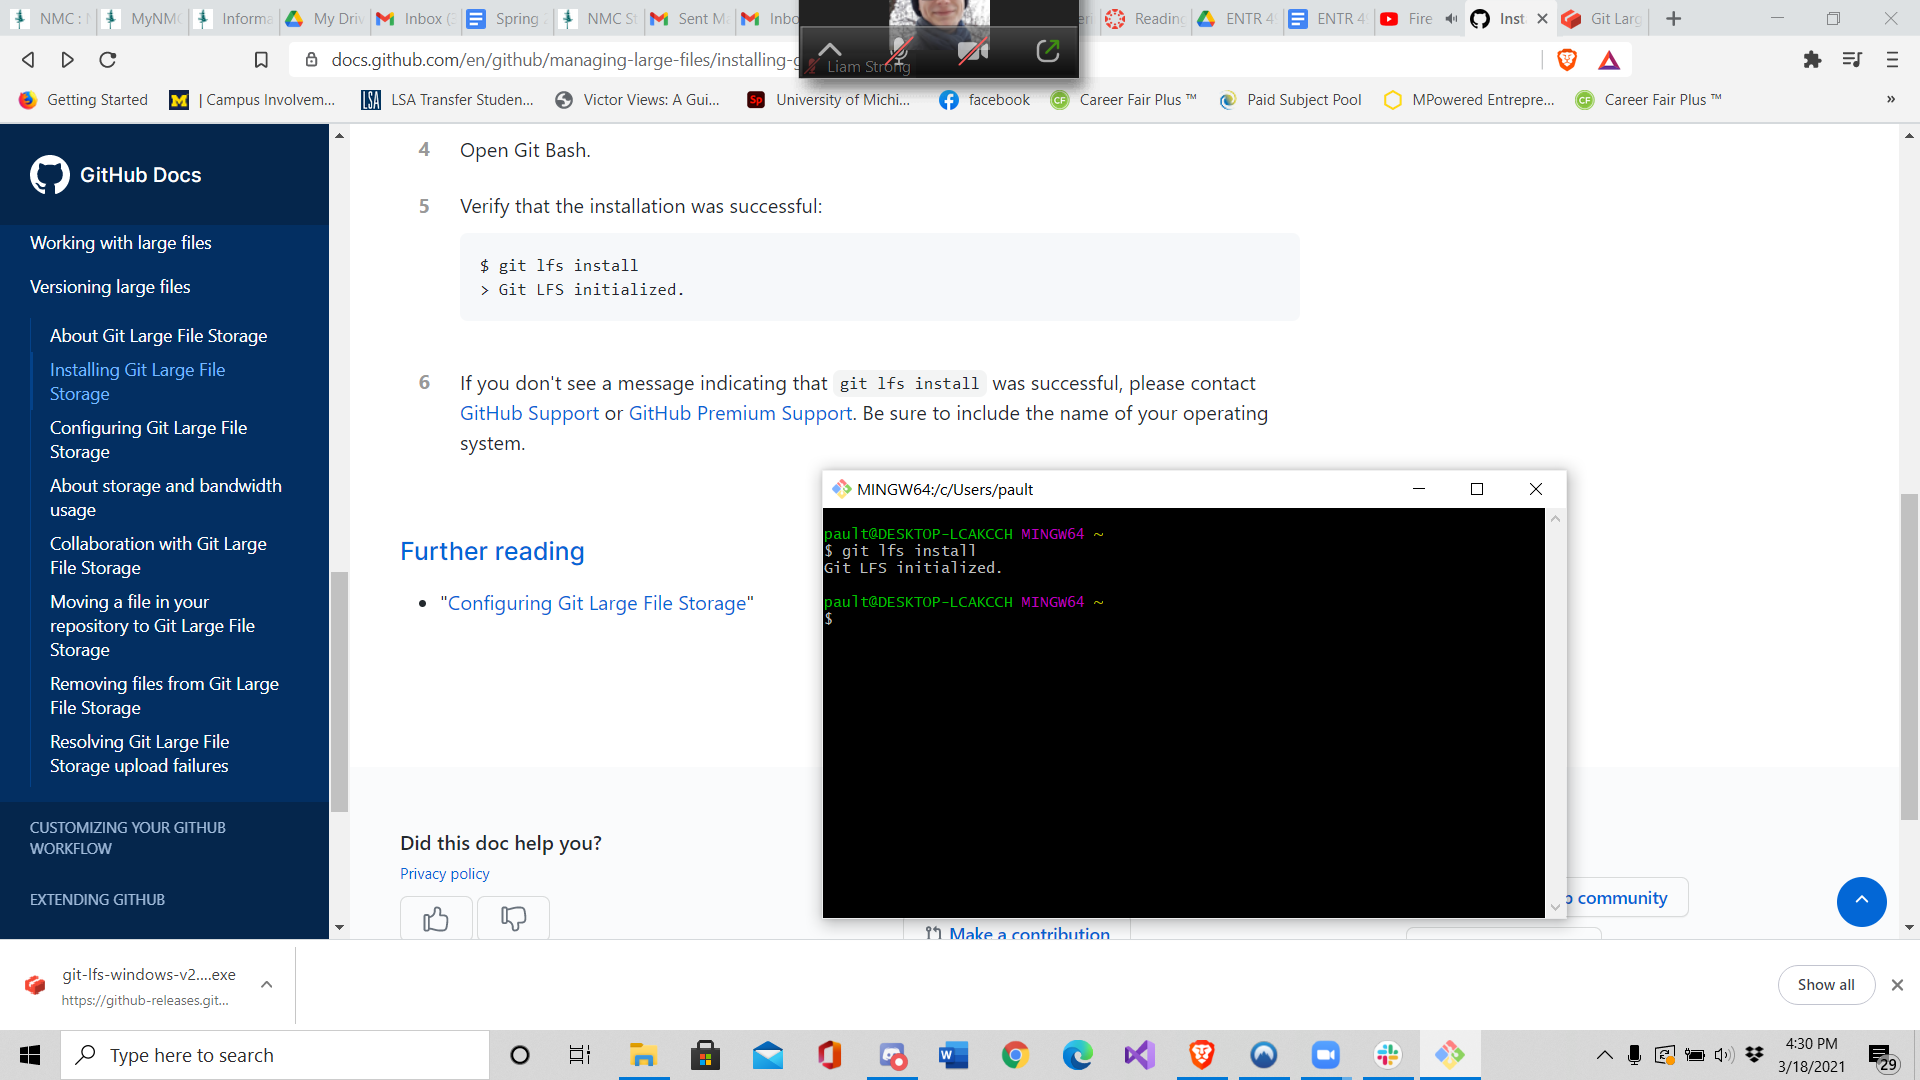 NMC : M
MyNMC
Informa
My Driv
Inbox (3
Spring 2
NMC St
Sent Ma
Inbo
Reading
ENTR 4
ENTR 4
Fire
Inst
Git Larg
docs.github.com/en/github/managing-large-files/installing-g
Liam Strong
Getting Started
| Campus Involvem...
LSA Transfer Studen...
Victor Views: A Gui...
University of Michi...
facebook
Career Fair Plus ™
Paid Subject Pool
MPowered Entrepre...
Career Fair Plus ™
»
GitHub Docs
Working with large files
Versioning large files
About Git Large File Storage
Installing Git Large File
Storage
Configuring Git Large File
Storage
About storage and bandwidth
usage
Collaboration with Git Large
File Storage
Moving a file in your
repository to Git Large File
Storage
Removing files from Git Large
File Storage
Resolving Git Large File
Storage upload failures
CUSTOMIZING YOUR GITHUB
WORKFLOW
EXTENDING GITHUB
4 Open Git Bash.
5 Verify that the installation was successful:
$ git lfs install
> Git LFS initialized.
6 If you don't see a message indicating that git lfs install was successful, please contact
GitHub Support or GitHub Premium Support. Be sure to include the name of your operating
system.
Further reading
• "Configuring Git Large File Storage"
MINGW64:/c/Users/pault
pault@DESKTOP-LCAKCCH MINGW64 ~
$ git lfs install
Git LFS initialized.
pault@DESKTOP-LCAKCCH MINGW64 ~
$
Did this doc help you?
Privacy policy
Make a contribution
community
git-lfs-windows-v2....exe
https://github-releases.git...
Show all
Type here to search
4:30 PM
3/18/2021
29